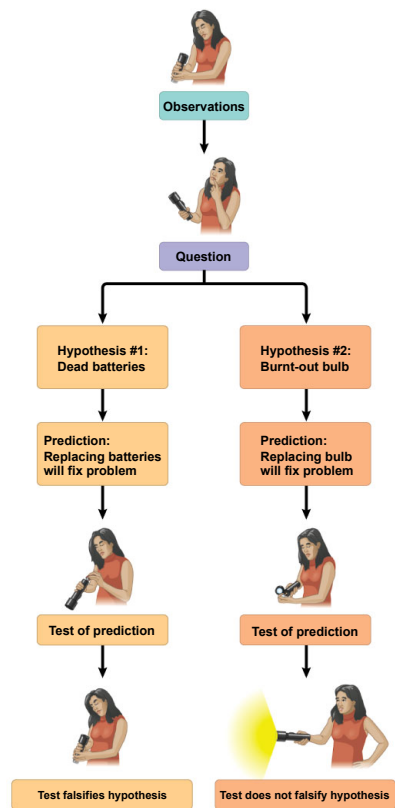 Observations
Question
Hypothesis #1:
Dead batteries
Hypothesis #2:
Burnt-out bulb
Prediction:
Replacing batteries
will fix problem
Prediction:
Replacing bulb
will fix problem
Test of prediction
Test of prediction
Test falsifies hypothesis
Test does not falsify hypothesis